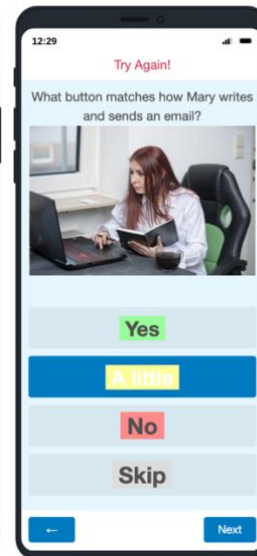 12:29
Try Again!
What button matches how Mary writes
and sends an email?
Yes
A little
No
Skip
←
Next